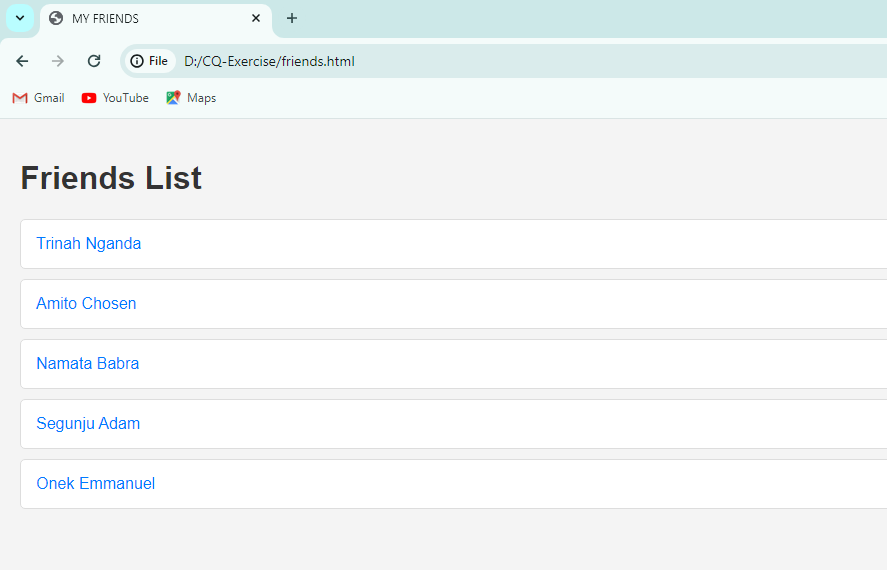 MY FRIENDS
File D:/CQ-Exercise/friends.html
Gmail YouTube Maps
Friends List
Trinah Nganda
Amito Chosen
Namata Babra
Segunju Adam
Onek Emmanuel